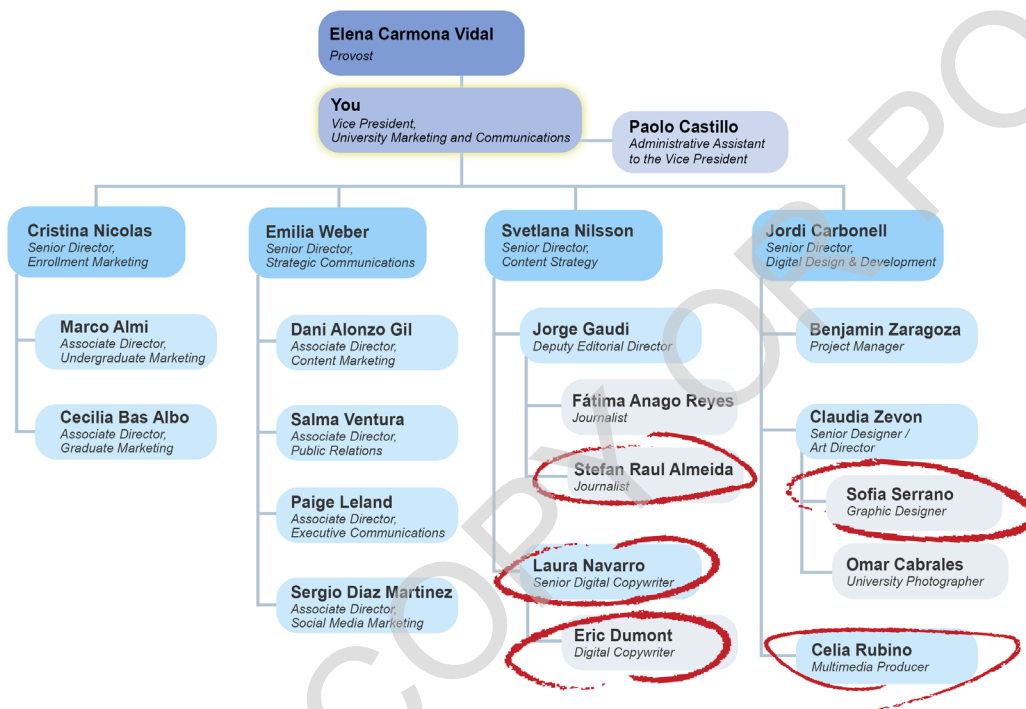 Elena Carmona Vidal
Provost
You
Vice President,
University Marketing and Communications
Paolo Castillo
Administrative Assistant
to the Vice President
Cristina Nicolas
Senior Director,
Enrollment Marketing
Marco Almi
Associate Director,
Undergraduate Marketing
Cecilia Bas Albo
Associate Director,
Graduate Marketing
Emilia Weber
Senior Director,
Strategic Communications
Dani Alonzo Gil
Associate Director,
Content Marketing
Salma Ventura
Associate Director,
Public Relations
Paige Leland
Associate Director,
Executive Communications
Sergio Diaz Martinez
Associate Director,
Social Media Marketing
Svetlana Nilsson
Senior Director,
Content Strategy
Jorge Gaudi
Deputy Editorial Director
Fátima Anago Reyes
Journalist
Stefan Raul Almeida
Journalist
Laura Navarro
Senior Digital Copywriter
Eric Dumont
Digital Copywriter
Jordi Carbonell
Senior Director,
Digital Design & Development
Benjamin Zaragoza
Project Manager
Claudia Zevon
Senior Designer /
Art Director
Sofia Serrano
Graphic Designer
Omar Cabrales
University Photographer
Celia Rubino
Multimedia Producer
COPY OR PO